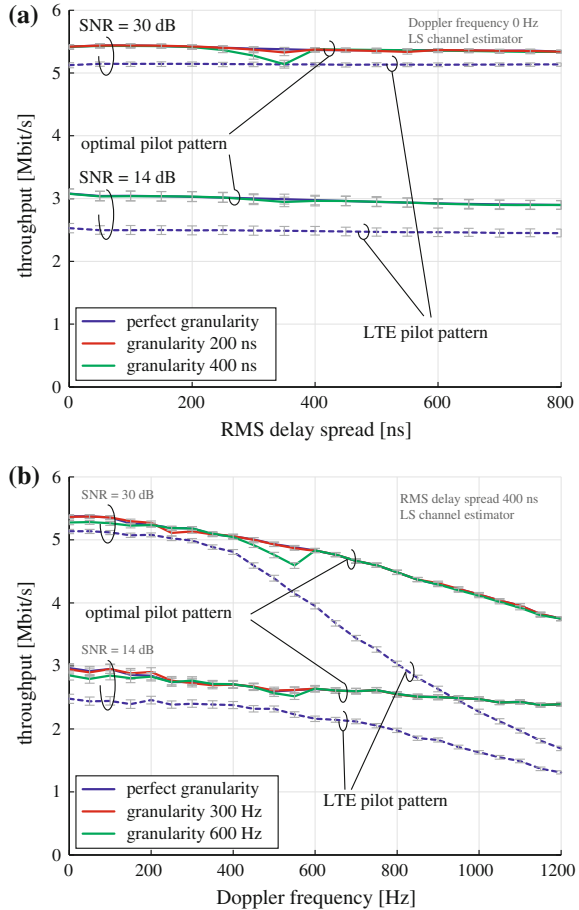 (a)
6
5
4
3
2
1
0
throughput [Mbit/s]
SNR = 30 dB
Doppler frequency 0 Hz
LS channel estimator
optimal pilot pattern
SNR = 14 dB
LTE pilot pattern
perfect granularity
granularity 200 ns
granularity 400 ns
0 200 400 600 800
RMS delay spread [ns]
(b)
6
5
4
3
2
1
0
throughput [Mbit/s]
SNR = 30 dB
RMS delay spread 400 ns
LS channel estimator
optimal pilot pattern
SNR = 14 dB
LTE pilot pattern
perfect granularity
granularity 300 Hz
granularity 600 Hz
0 200 400 600 800 1000 1200
Doppler frequency [Hz]